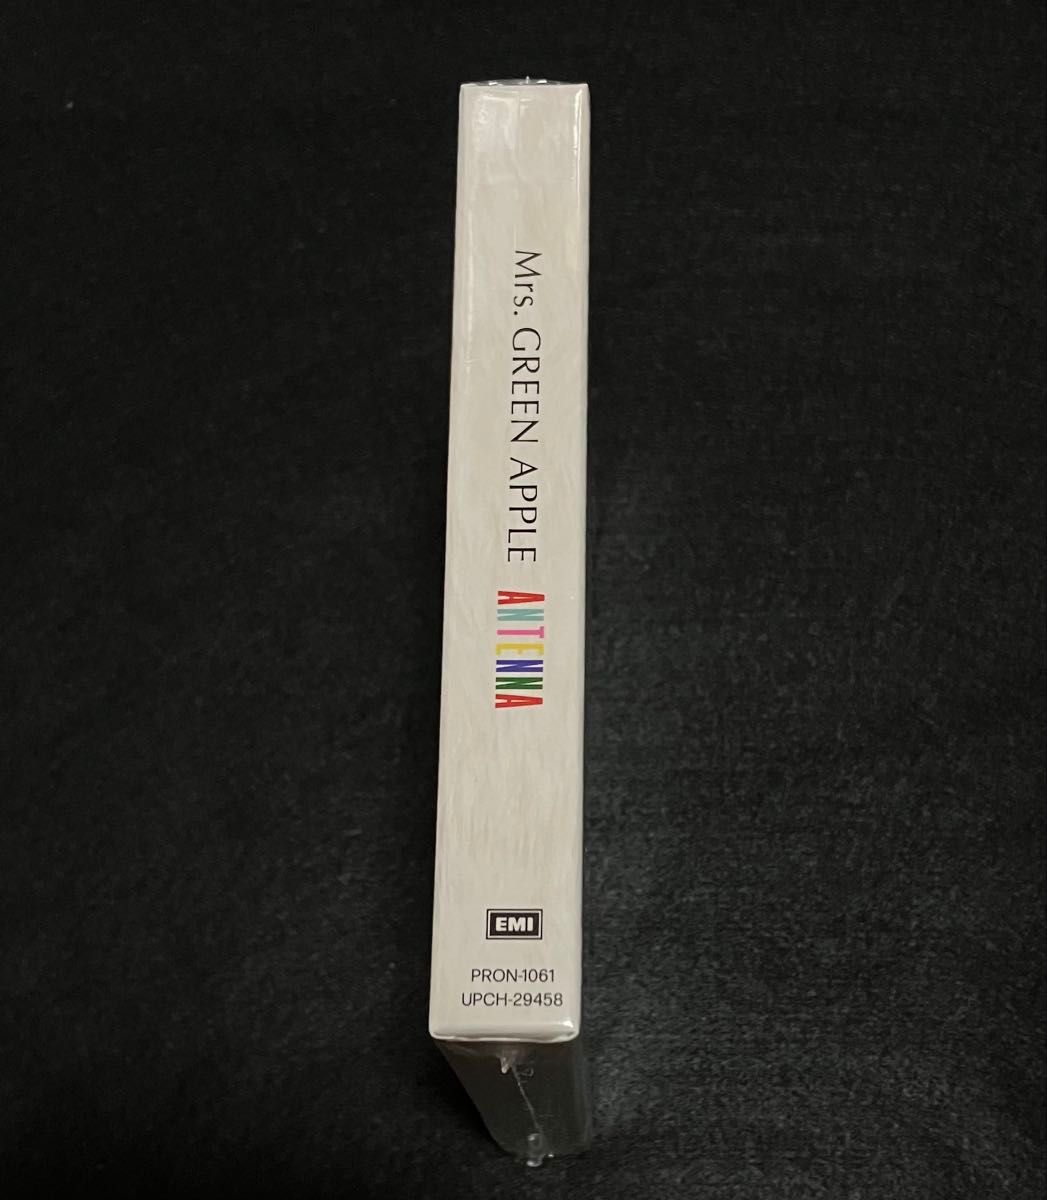 Mrs. GREEN APPLE ANTENNA
EMI
PRON-1061
UPCH-29458